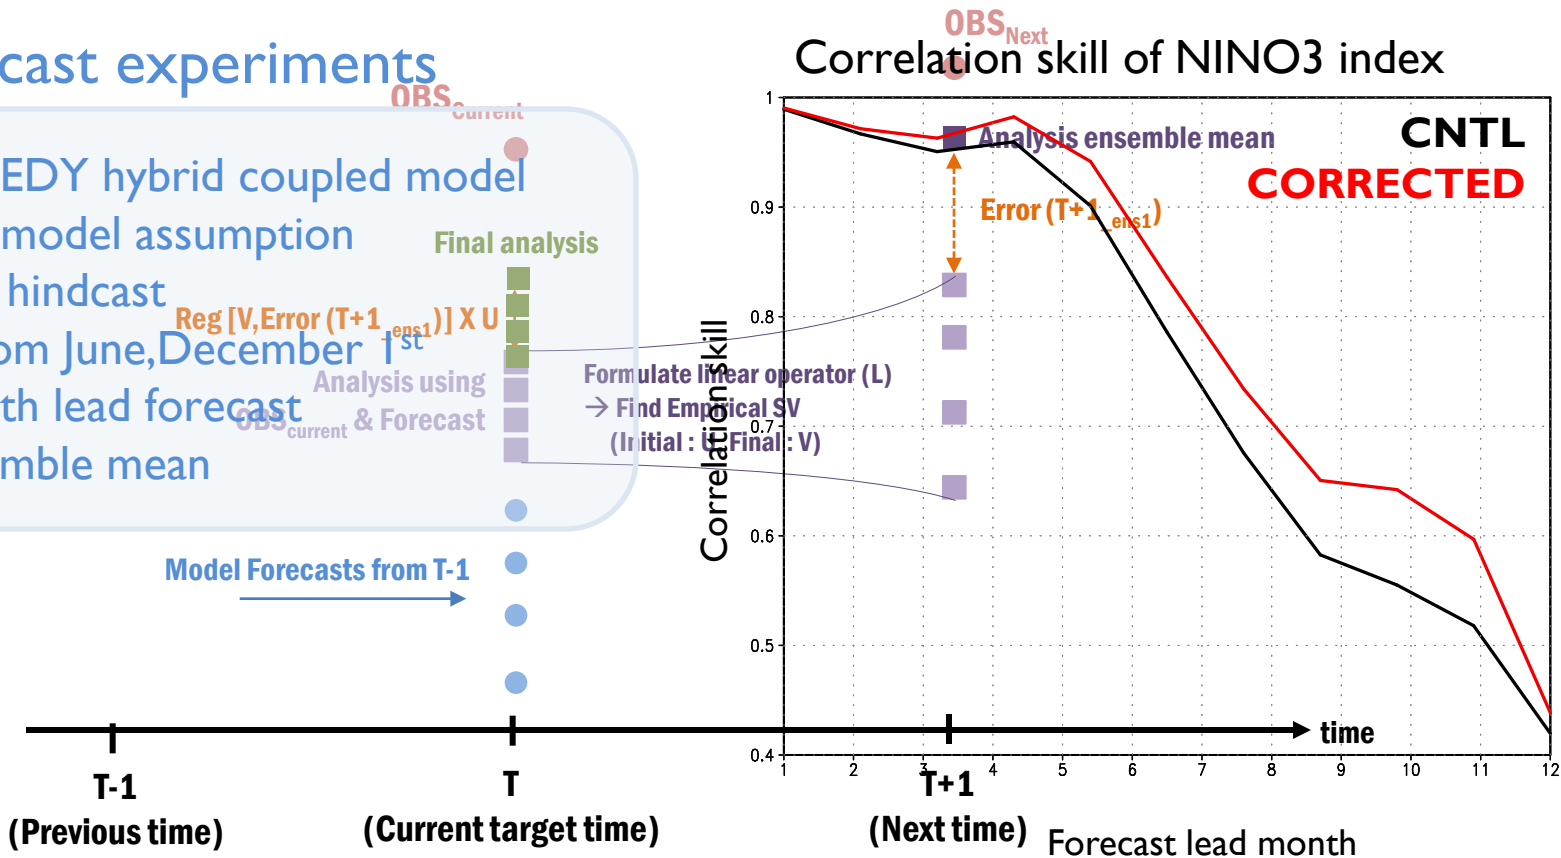 cast experiments
EDY hybrid coupled model
model assumption
hindcast
om June,December 1st
th lead forecast
mble mean
OBSCurrent
Final analysis
Reg [V,Error (T+1_ens1)] X U
Analysis using
OBScurrent & Forecast
Model Forecasts from T-1
Formulate linear operator (L)
→ Find Empirical SV
(Initial : U, Final : V)
OBSNext
Analysis ensemble mean
Error (T+1_ens1)
time
T-1
(Previous time)
T
(Current target time)
T+1
(Next time)
Correlation skill of NINO3 index
CNTL
CORRECTED
Correlation skill
1
0.9
0.8
0.7
0.6
0.5
0.4
1 2 3 4 5 6 7 8 9 10 11 12
Forecast lead month